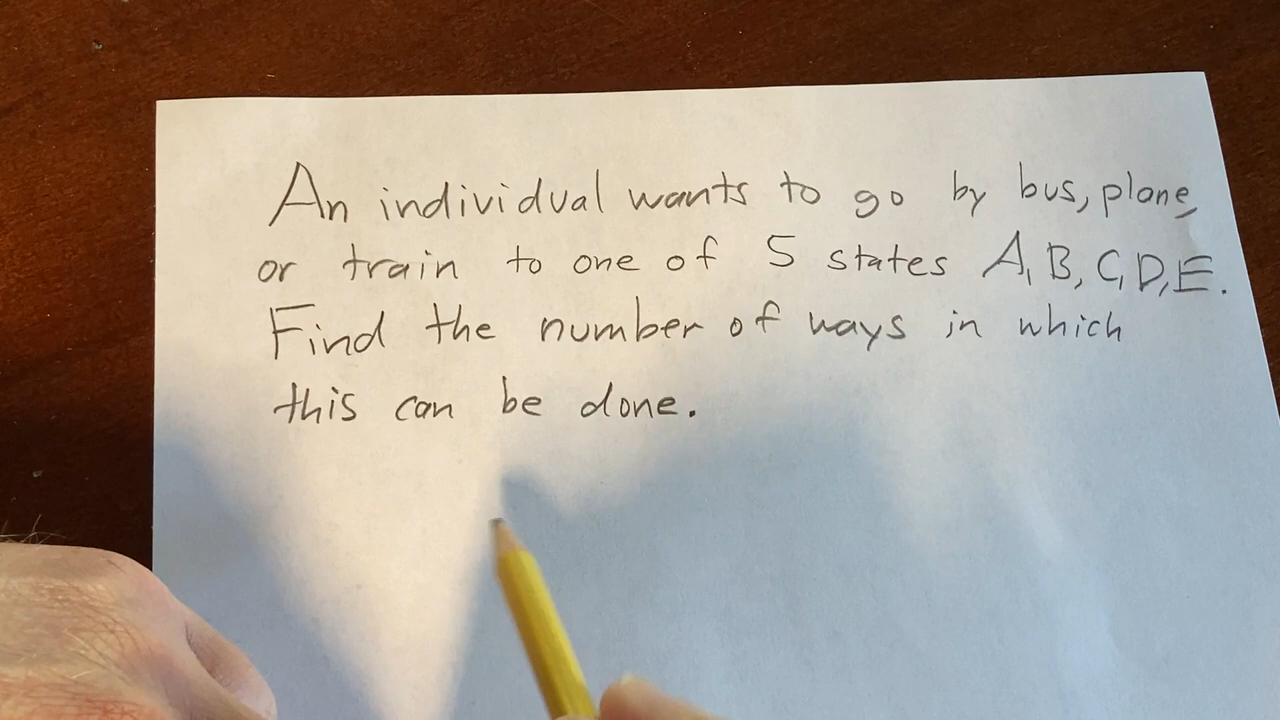 An individual wants to go by bus, plane,
or train to one of 5 states A, B, C, D, E.
Find the number of ways in which
this can be done.